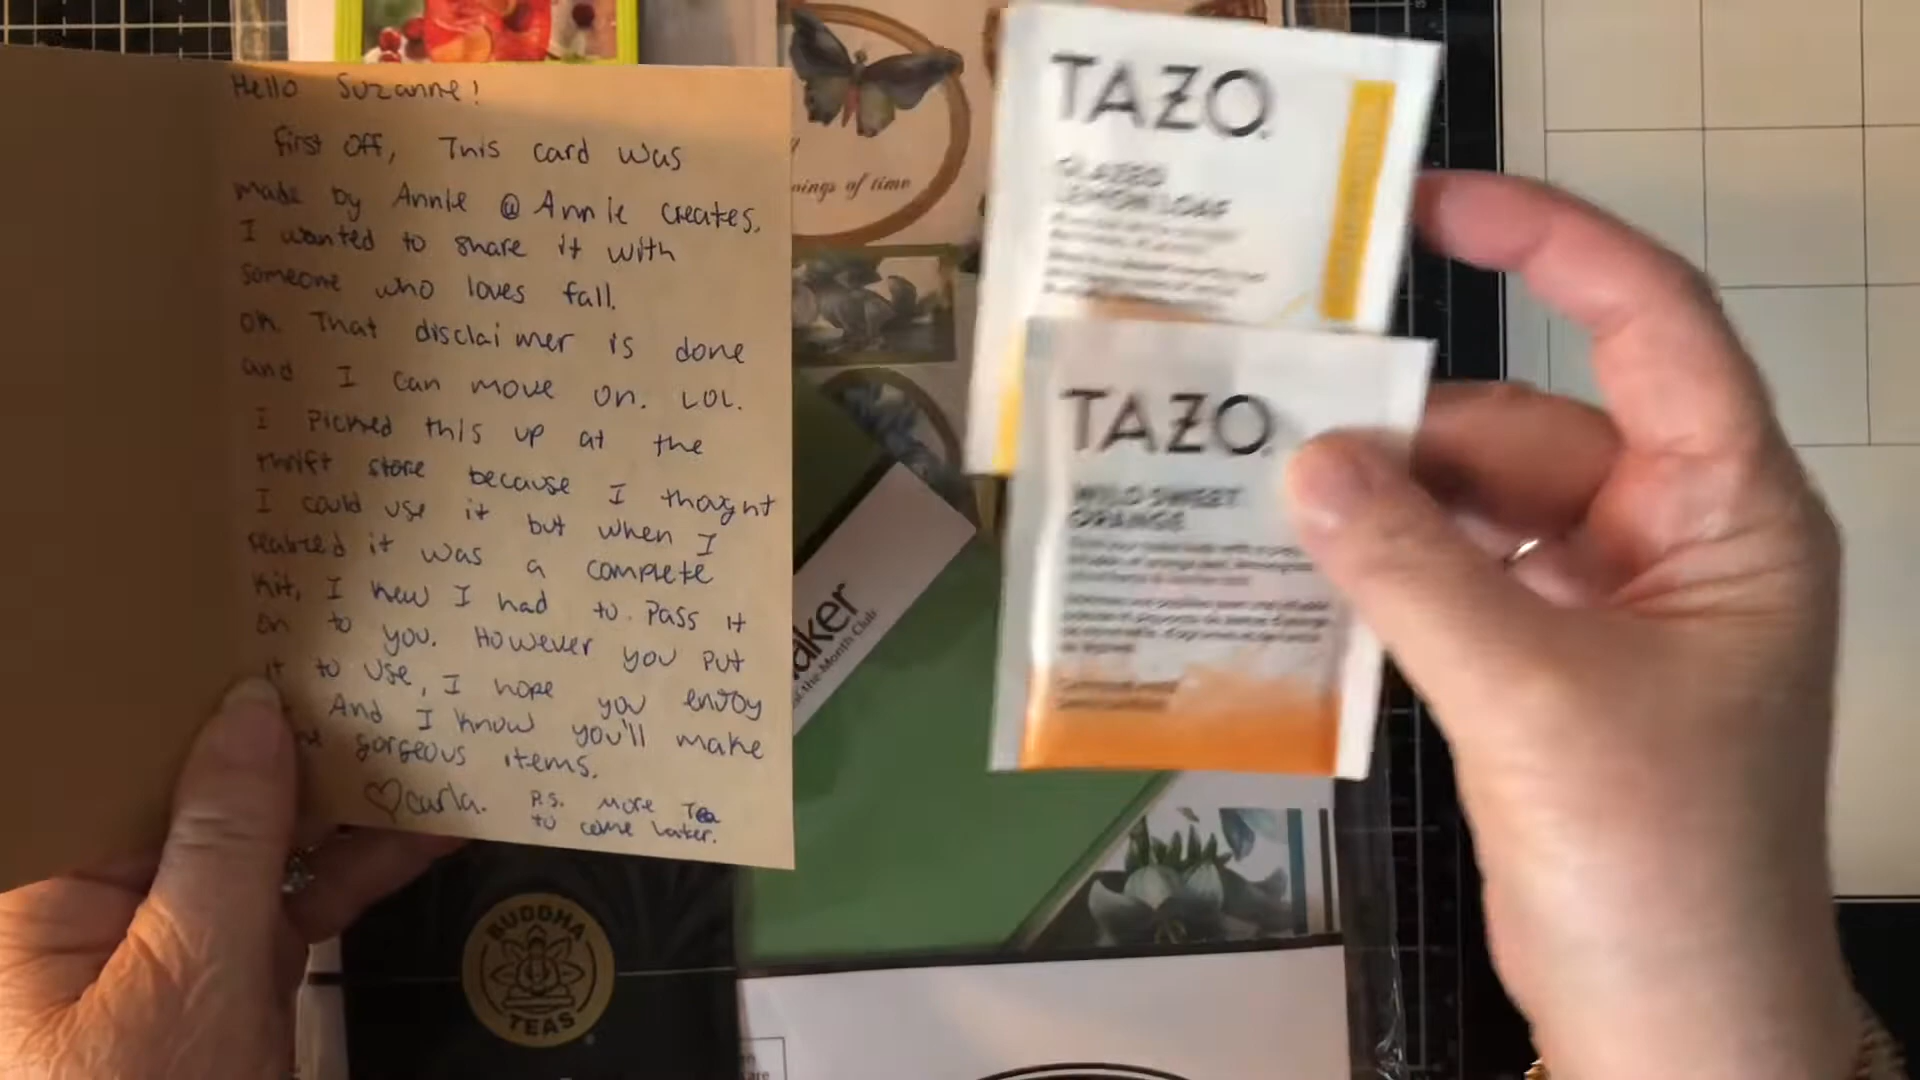 Hello Suzanne!
first off, This card was
made by Annie @ Annie creates.
I wanted to share it with
someone who loves fall.
ok. That disclaimer is done
and I can move on. LOL.
I Picked this up at the
thrift store because I thought
I could use it but when I
realized it was a complete
kit, I knew I had to. Pass it
on to you. However you put
it to use, I hope you enjoy
And I know you'll make
gorgeous items.
♡carla.
P.S. more Tea
to come later.
of time
TAZO
GLAZED
LEMON LOAF
TAZO
WILD SWEET
ORANGE
aker
of-the-Month Club
BUDDHA
TEAS